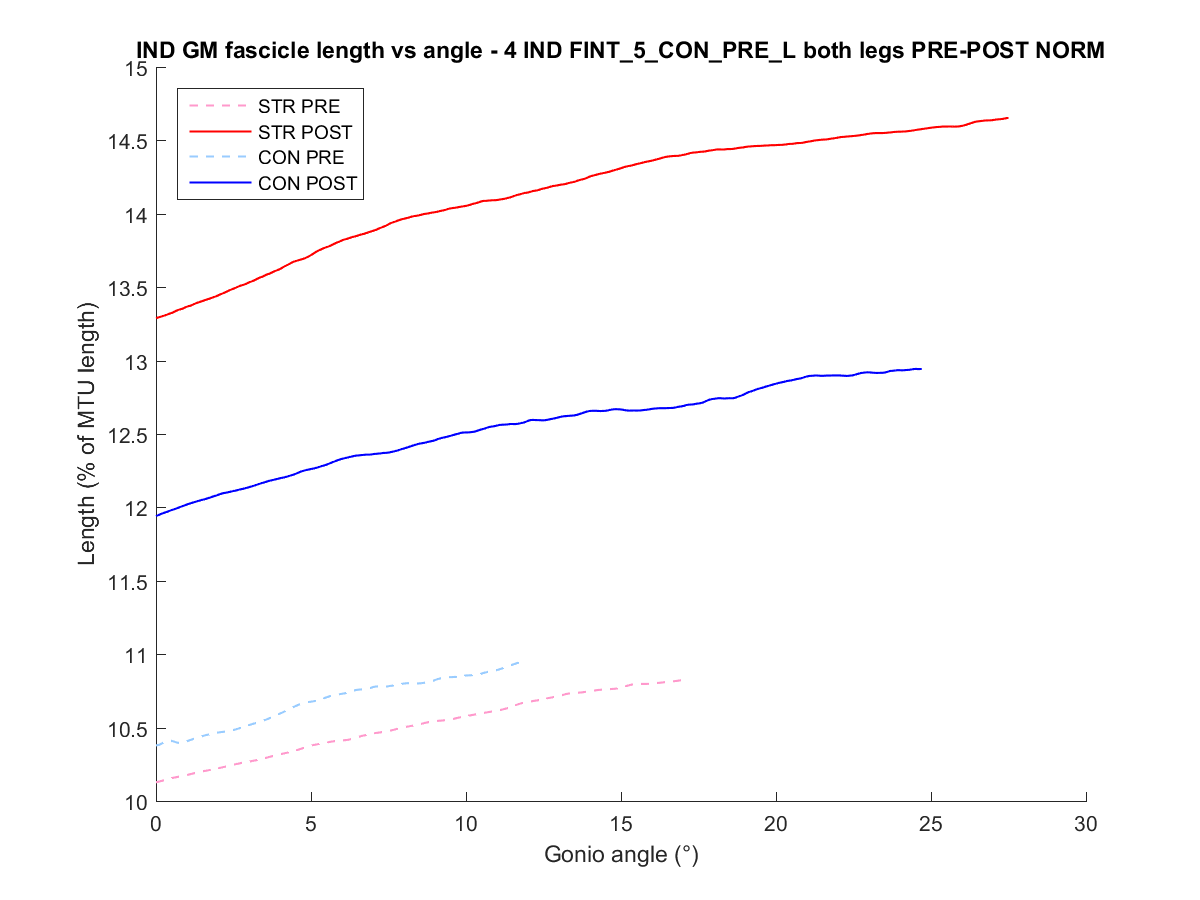 IND GM fascicle length vs angle - 4 IND FINT_5_CON_PRE_L both legs PRE-POST NORM
STR PRE
STR POST
CON PRE
CON POST
Length (% of MTU length)
15
14.5
14
13.5
13
12.5
12
11.5
11
10.5
10
0 5 10 15 20 25 30
Gonio angle (°)